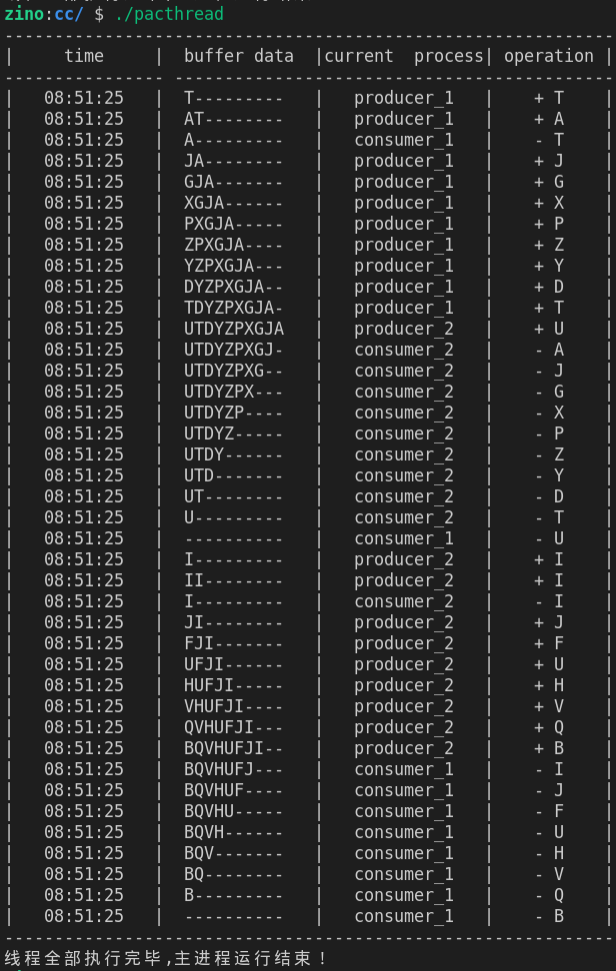 zino:cc/ $ ./pacthread
--------------------------------------------------------------
|     time     |  buffer data  |current  process| operation |
---------------- ---------------------------------------------
|   08:51:25   |  T---------   |   producer_1   |    + T    |
|   08:51:25   |  AT--------   |   producer_1   |    + A    |
|   08:51:25   |  A---------   |   consumer_1   |    - T    |
|   08:51:25   |  JA--------   |   producer_1   |    + J    |
|   08:51:25   |  GJA-------   |   producer_1   |    + G    |
|   08:51:25   |  XGJA------   |   producer_1   |    + X    |
|   08:51:25   |  PXGJA-----   |   producer_1   |    + P    |
|   08:51:25   |  ZPXGJA----   |   producer_1   |    + Z    |
|   08:51:25   |  YZPXGJA---   |   producer_1   |    + Y    |
|   08:51:25   |  DYZPXGJA--   |   producer_1   |    + D    |
|   08:51:25   |  TDYZPXGJA-   |   producer_1   |    + T    |
|   08:51:25   |  UTDYZPXGJA   |   producer_2   |    + U    |
|   08:51:25   |  UTDYZPXGJ-   |   consumer_2   |    - A    |
|   08:51:25   |  UTDYZPXG--   |   consumer_2   |    - J    |
|   08:51:25   |  UTDYZPX---   |   consumer_2   |    - G    |
|   08:51:25   |  UTDYZP----   |   consumer_2   |    - X    |
|   08:51:25   |  UTDYZ-----   |   consumer_2   |    - P    |
|   08:51:25   |  UTDY------   |   consumer_2   |    - Z    |
|   08:51:25   |  UTD-------   |   consumer_2   |    - Y    |
|   08:51:25   |  UT--------   |   consumer_2   |    - D    |
|   08:51:25   |  U---------   |   consumer_2   |    - T    |
|   08:51:25   |  ----------   |   consumer_1   |    - U    |
|   08:51:25   |  I---------   |   producer_2   |    + I    |
|   08:51:25   |  II--------   |   producer_2   |    + I    |
|   08:51:25   |  I---------   |   consumer_2   |    - I    |
|   08:51:25   |  JI--------   |   producer_2   |    + J    |
|   08:51:25   |  FJI-------   |   producer_2   |    + F    |
|   08:51:25   |  UFJI------   |   producer_2   |    + U    |
|   08:51:25   |  HUFJI-----   |   producer_2   |    + H    |
|   08:51:25   |  VHUFJI----   |   producer_2   |    + V    |
|   08:51:25   |  QVHUFJI---   |   producer_2   |    + Q    |
|   08:51:25   |  BQVHUFJI--   |   producer_2   |    + B    |
|   08:51:25   |  BQVHUFJ---   |   consumer_1   |    - I    |
|   08:51:25   |  BQVHUF----   |   consumer_1   |    - J    |
|   08:51:25   |  BQVHU-----   |   consumer_1   |    - F    |
|   08:51:25   |  BQVH------   |   consumer_1   |    - U    |
|   08:51:25   |  BQV-------   |   consumer_1   |    - H    |
|   08:51:25   |  BQ--------   |   consumer_1   |    - V    |
|   08:51:25   |  B---------   |   consumer_1   |    - Q    |
|   08:51:25   |  ----------   |   consumer_1   |    - B    |
--------------------------------------------------------------
线程全部执行完毕,主进程运行结束!